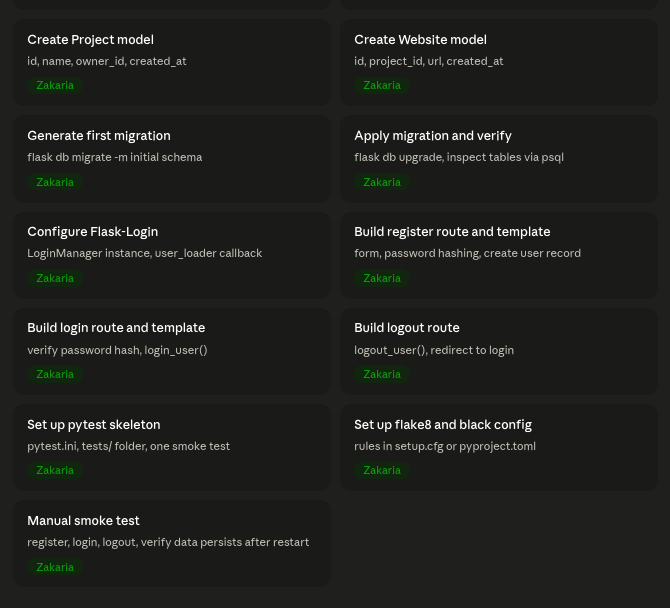 Create Project model
id, name, owner_id, created_at
Zakaria
Create Website model
id, project_id, url, created_at
Zakaria
Generate first migration
flask db migrate -m initial schema
Zakaria
Apply migration and verify
flask db upgrade, inspect tables via psql
Zakaria
Configure Flask-Login
LoginManager instance, user_loader callback
Zakaria
Build register route and template
form, password hashing, create user record
Zakaria
Build login route and template
verify password hash, login_user()
Zakaria
Build logout route
logout_user(), redirect to login
Zakaria
Set up pytest skeleton
pytest.ini, tests/ folder, one smoke test
Zakaria
Set up flake8 and black config
rules in setup.cfg or pyproject.toml
Zakaria
Manual smoke test
register, login, logout, verify data persists after restart
Zakaria